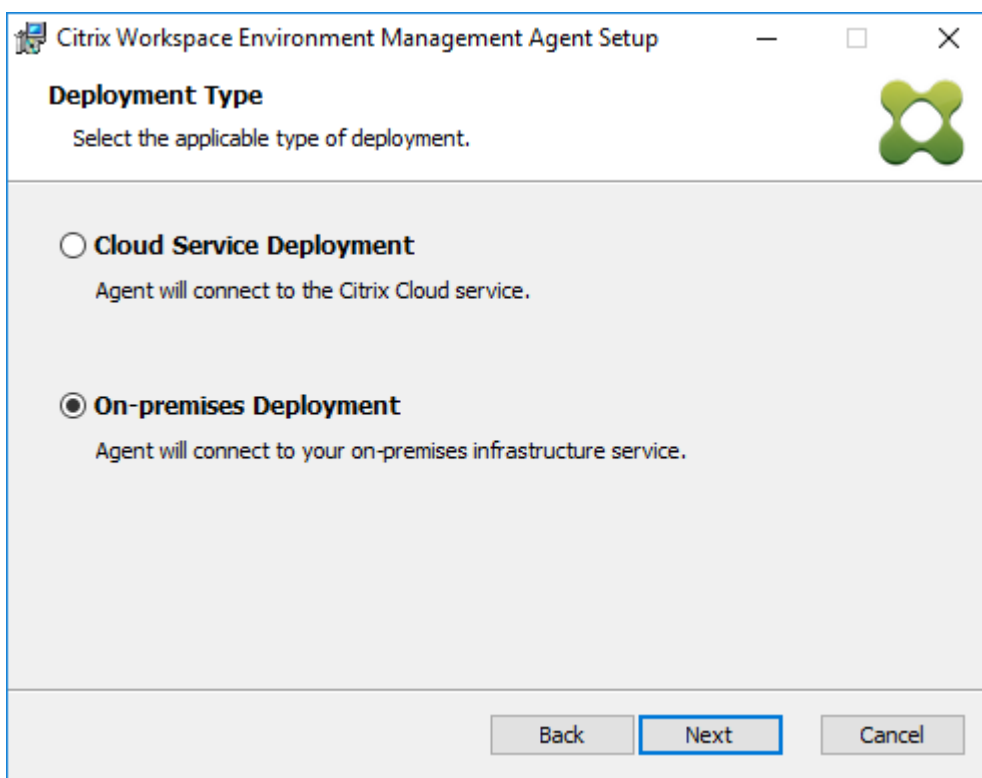 Citrix Workspace Environment Management Agent Setup
Deployment Type
Select the applicable type of deployment.
Cloud Service Deployment
Agent will connect to the Citrix Cloud service.
On-premises Deployment
Agent will connect to your on-premises infrastructure service.
Back Next Cancel